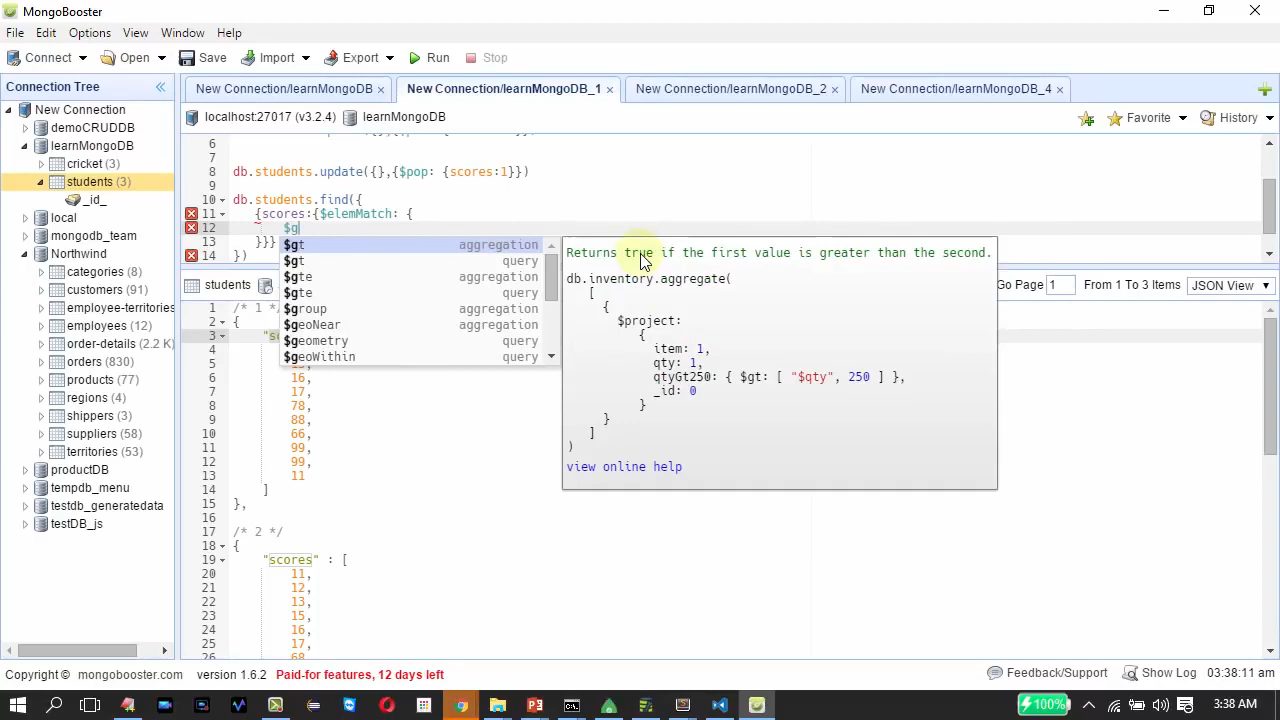 MongoBooster
File Edit Options View Window Help
Connect Open Save Import Export Run Stop
Connection Tree
New Connection/learnMongoDB × New Connection/learnMongoDB_1 × New Connection/learnMongoDB_2 × New Connection/learnMongoDB_4 ×
localhost:27017 (v3.2.4) learnMongoDB Favorite History
New Connection
demoCRUDDB
learnMongoDB
cricket (3)
students (3)
_id_
local
mongodb_team
Northwind
categories (8)
customers (91)
employee-territories
employees (12)
order-details (2.2 K)
orders (830)
products (77)
regions (4)
shippers (3)
suppliers (58)
territories (53)
productDB
tempdb_menu
testdb_generatedata
testDB_js
6
7
8 db.students.update({},{$pop: {scores:1}})
9
10 db.students.find({
11 {scores:{$elemMatch: {
12 $g
13 }}}
14 })
$gt aggregation
$gt query
$gte aggregation
$gte query
$group aggregation
$geoNear aggregation
$geometry query
$geoWithin query
Returns true if the first value is greater than the second.
db.inventory.aggregate(
[
{
$project:
{
item: 1,
qty: 1,
qtyGt250: { $gt: [ "$qty", 250 ] },
_id: 0
}
}
]
)
view online help
students Go Page 1 From 1 To 3 Items JSON View
1 /* 1 */
2 {
3
4
5
6 16,
7 17,
8 78,
9 88,
10 66,
11 99,
12 99,
13 11
14 ]
15 },
16
17 /* 2 */
18 {
19 "scores" : [
20 11,
21 12,
22 13,
23 15,
24 16,
25 17,
26 68
Copyright © mongobooster.com version 1.6.2 Paid-for features, 12 days left Feedback/Support Show Log 03:38:11 am
100% 3:38 AM